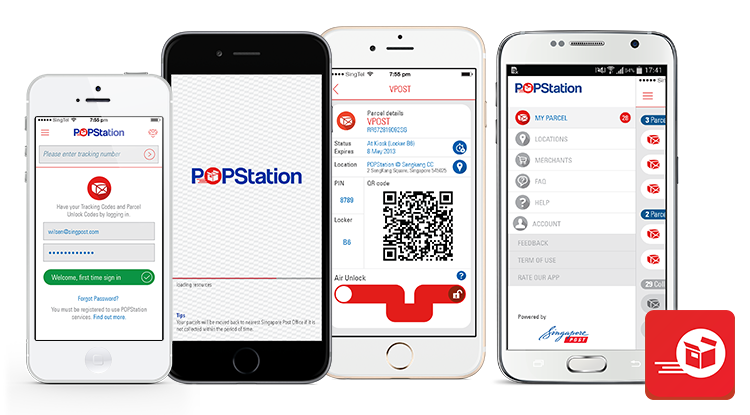 SingTel 7:55 pm
POPStation
Please enter tracking number
Have your Tracking Codes and Parcel
Unlock Codes by logging in.
wilsen@singpost.com
Welcome, first time sign in
Forgot Password?
You must be registered to use POPStation
services. Find out more.
POPStation
loading resources
Tips
Your parcels will be moved back to nearest Singapore Post Office if it is
not collected within the period of time.
SingTel 7:55 pm
VPOST
Parcel details
VPOST
Status
At Kiosk (Locker B6)
Expires
8 May 2013
Location
POPStation @ Sengkang CC
2 Sengkang Square, Singapore 545025
PIN
8789
QR code
Locker
B6
Air Unlock
?
54% 17:41
POPStation
MY PARCEL 28
LOCATIONS
MERCHANTS
FAQ
? HELP
ACCOUNT
FEEDBACK
TERM OF USE
RATE OUR APP
Powered by
Singapore
POST
3 Parce
2 Parce
29 Coll